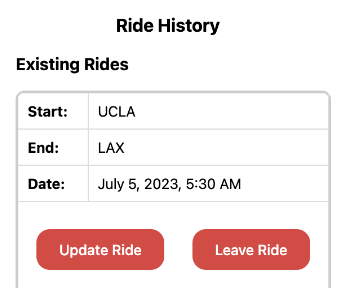 Ride History
Existing Rides
Start: UCLA
End: LAX
Date: July 5, 2023, 5:30 AM
Update Ride Leave Ride